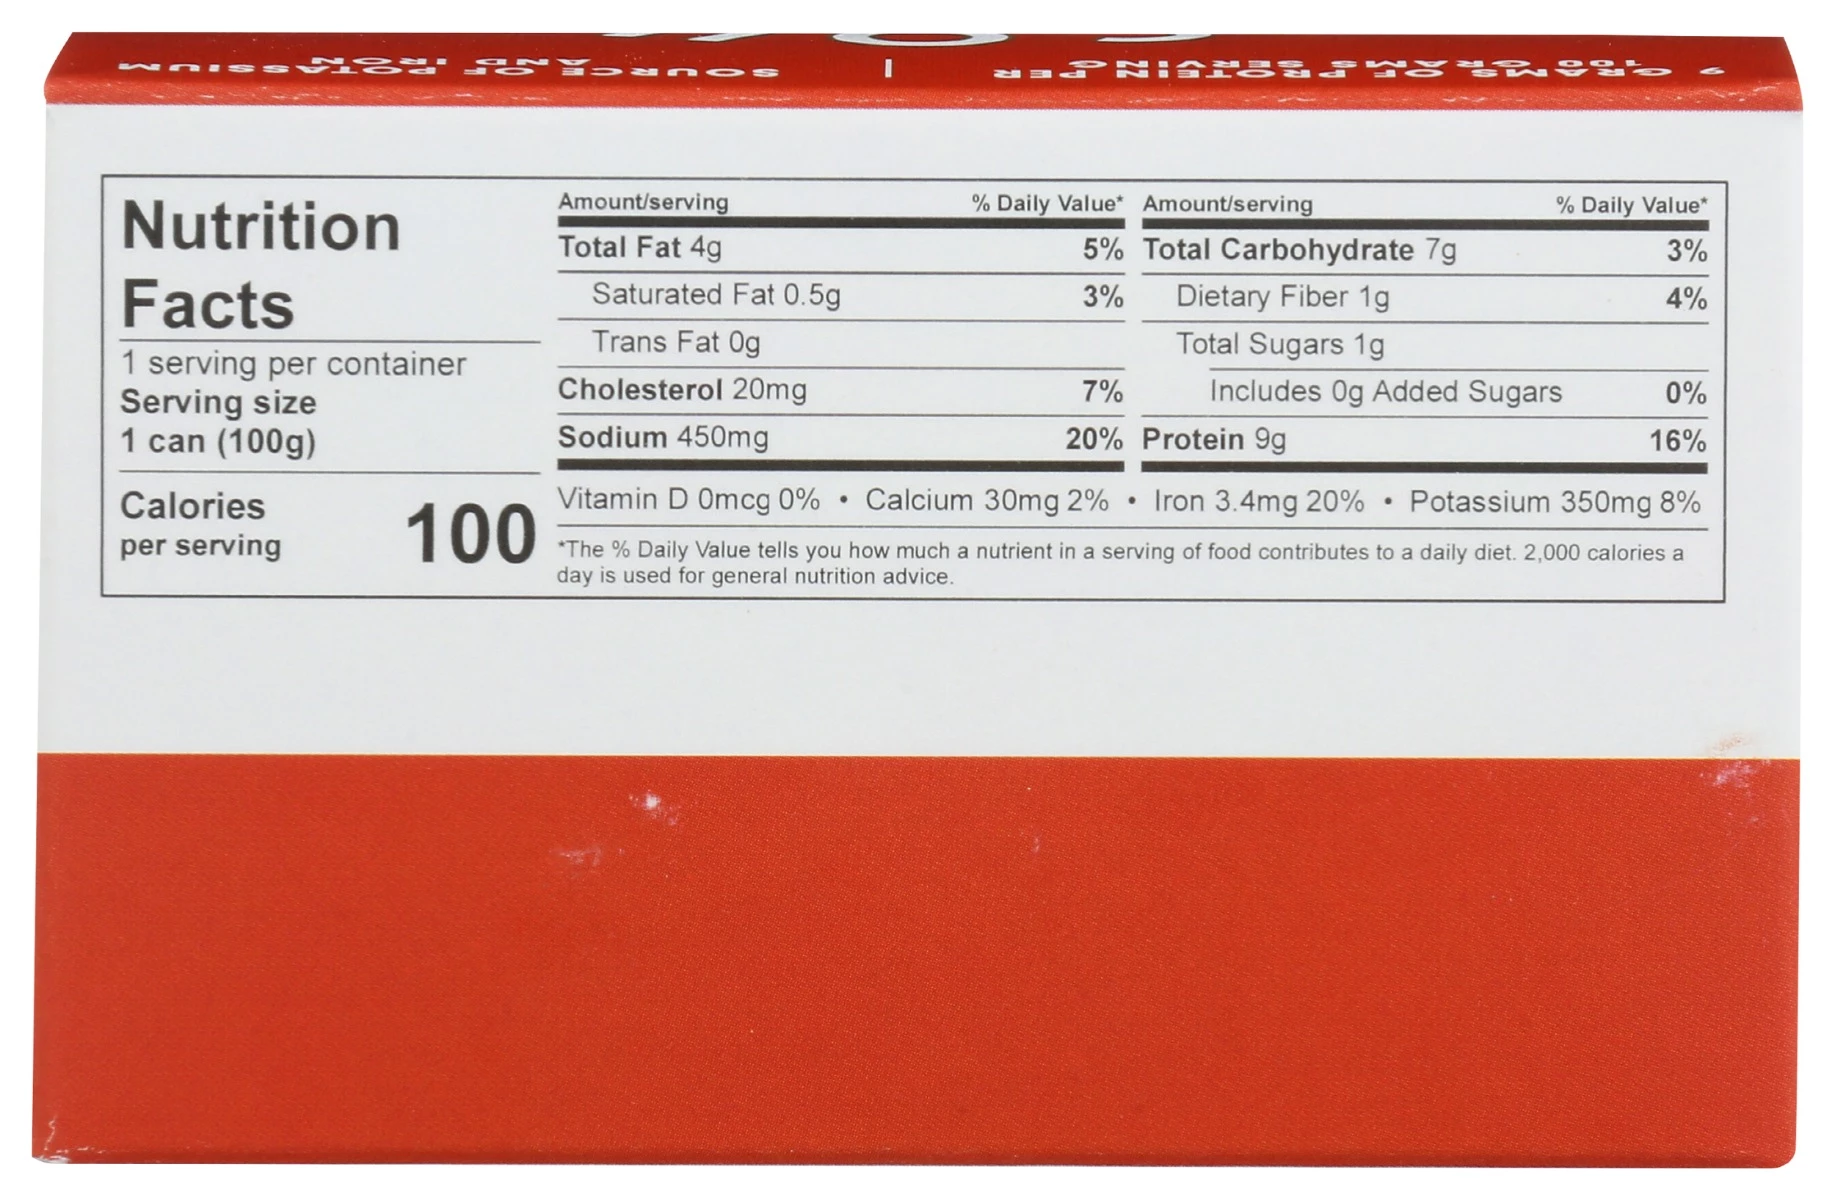 9 GRAMS OF PROTEIN PER
100 GRAMS SERVING
|
SOURCE OF POTASSIUM
AND IRON
Nutrition
Facts
1 serving per container
Serving size
1 can (100g)
Calories
per serving
100
Amount/serving % Daily Value*
Total Fat 4g 5%
Saturated Fat 0.5g 3%
Trans Fat 0g
Cholesterol 20mg 7%
Sodium 450mg 20%
Amount/serving % Daily Value*
Total Carbohydrate 7g 3%
Dietary Fiber 1g 4%
Total Sugars 1g
Includes 0g Added Sugars 0%
Protein 9g 16%
Vitamin D 0mcg 0% • Calcium 30mg 2% • Iron 3.4mg 20% • Potassium 350mg 8%
*The % Daily Value tells you how much a nutrient in a serving of food contributes to a daily diet. 2,000 calories a
day is used for general nutrition advice.